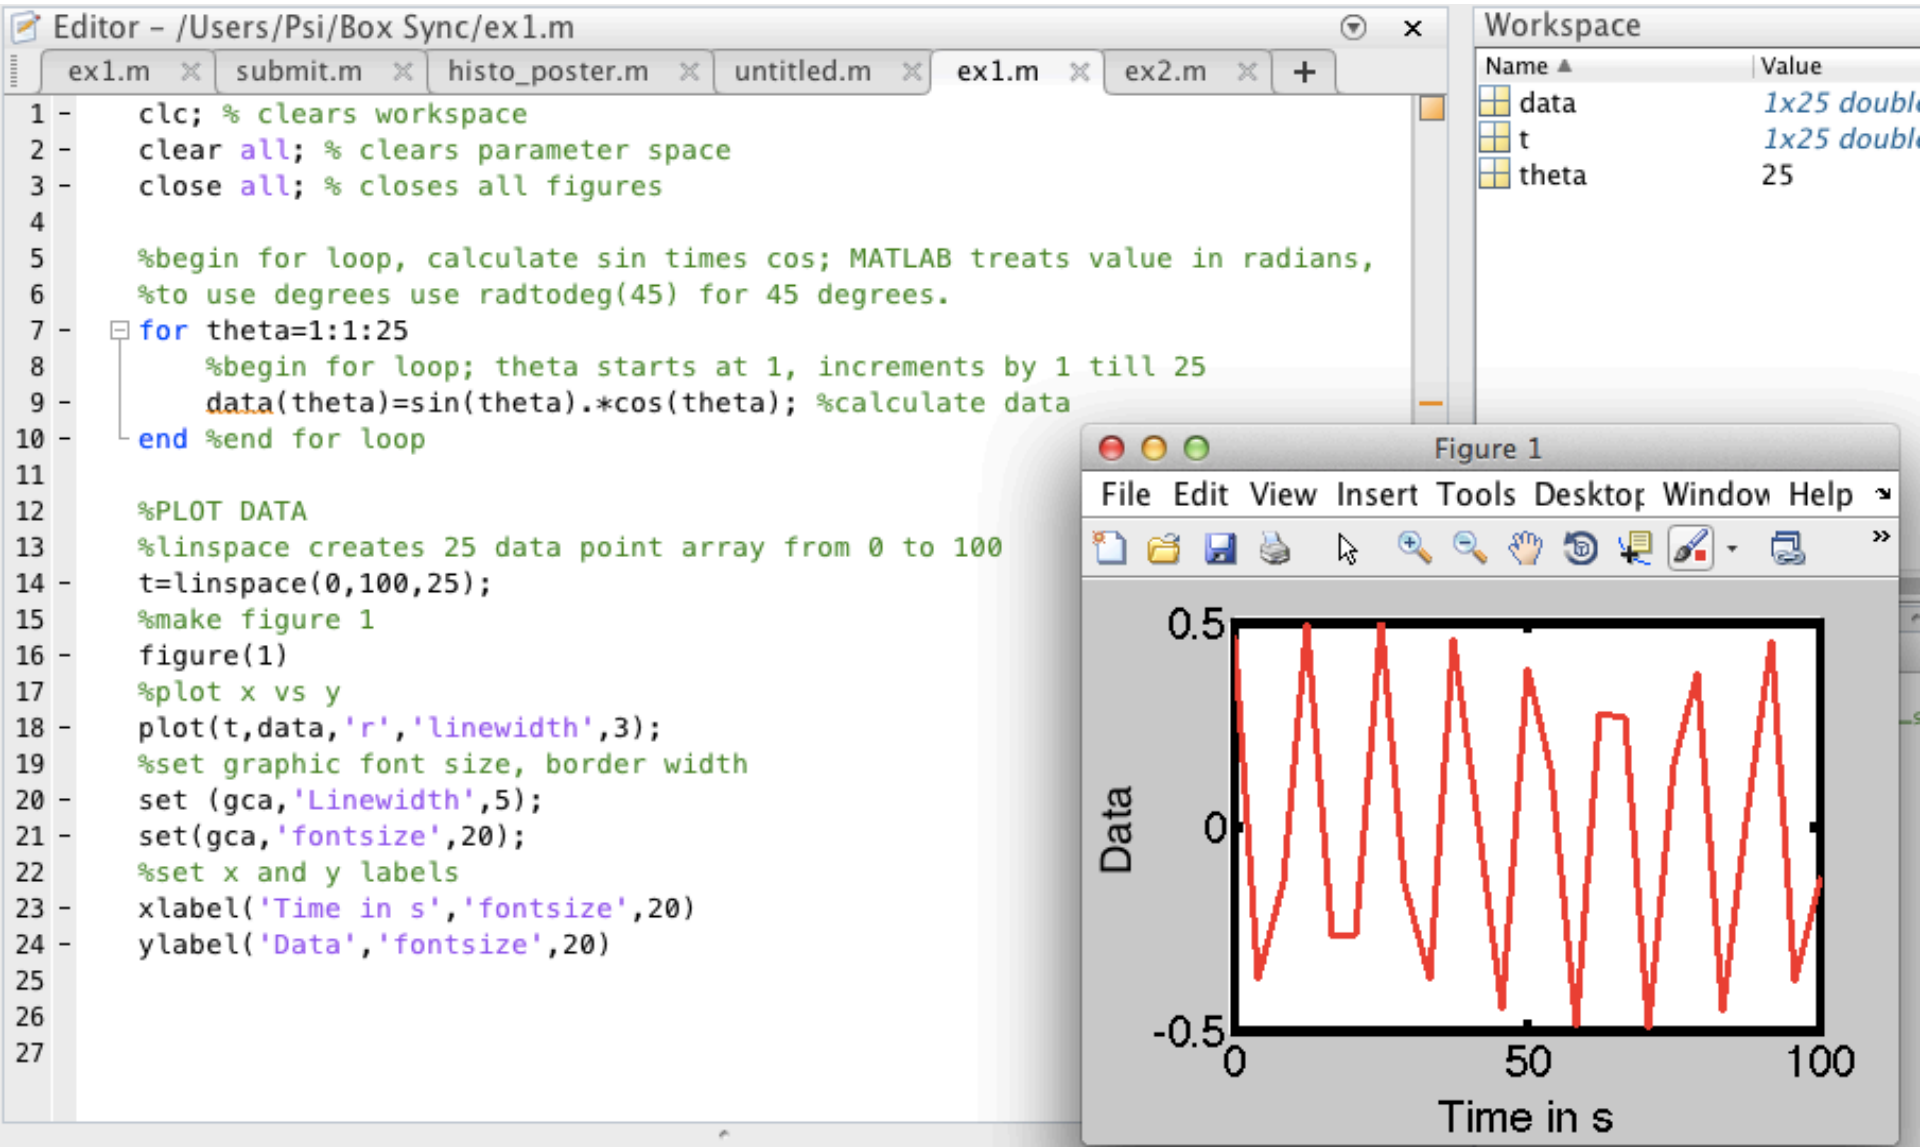 Editor – /Users/Psi/Box Sync/ex1.m
ex1.m submit.m histo_poster.m untitled.m ex1.m ex2.m +
1 - clc; % clears workspace
2 - clear all; % clears parameter space
3 - close all; % closes all figures
4
5 %begin for loop, calculate sin times cos; MATLAB treats value in radians,
6 %to use degrees use radtodeg(45) for 45 degrees.
7 - for theta=1:1:25
8 %begin for loop; theta starts at 1, increments by 1 till 25
9 - data(theta)=sin(theta).*cos(theta); %calculate data
10 - end %end for loop
11
12 %PLOT DATA
13 %linspace creates 25 data point array from 0 to 100
14 - t=linspace(0,100,25);
15 %make figure 1
16 - figure(1)
17 %plot x vs y
18 - plot(t,data,'r','linewidth',3);
19 %set graphic font size, border width
20 - set (gca,'Linewidth',5);
21 - set(gca,'fontsize',20);
22 %set x and y labels
23 - xlabel('Time in s','fontsize',20)
24 - ylabel('Data','fontsize',20)
25
26
27
Workspace
Name Value
data 1x25 double
t 1x25 double
theta 25
Figure 1
File Edit View Insert Tools Desktop Window Help
0.5
0
-0.5
Data
0 50 100
Time in s